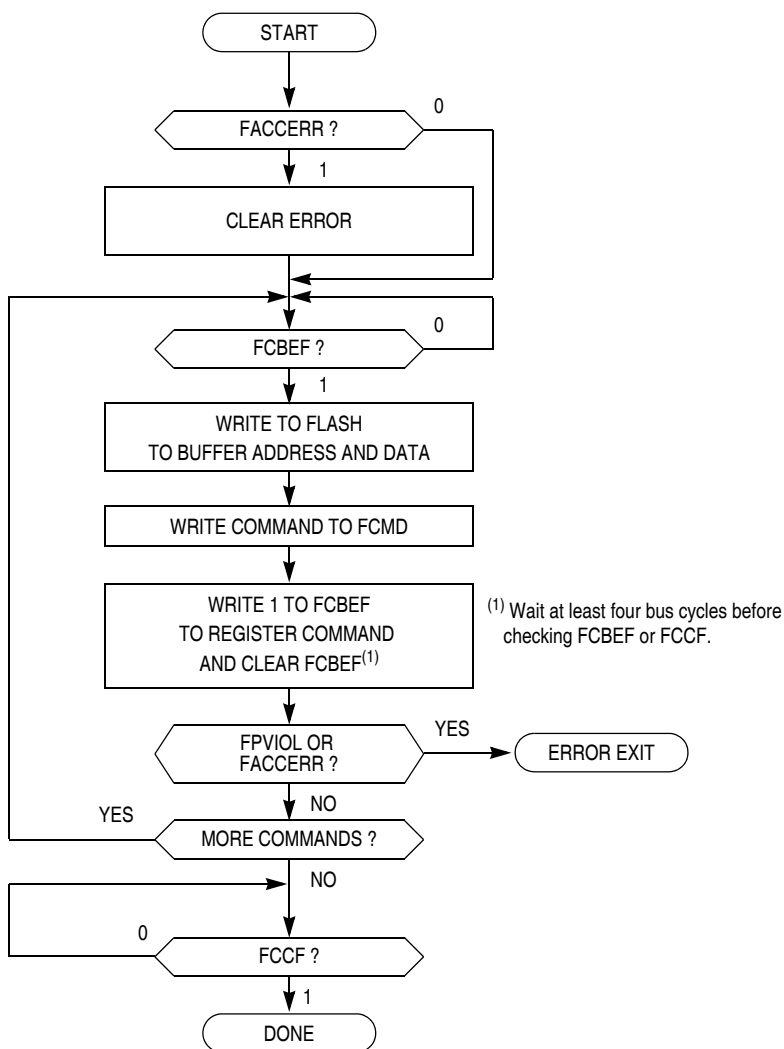 START
0
FACCERR ?
1
CLEAR ERROR
0
FCBEF ?
1
WRITE TO FLASH
TO BUFFER ADDRESS AND DATA
WRITE COMMAND TO FCMD
WRITE 1 TO FCBEF
TO REGISTER COMMAND
AND CLEAR FCBEF(1)
(1) Wait at least four bus cycles before
checking FCBEF or FCCF.
FPVIOL OR
FACCERR ?
YES
ERROR EXIT
NO
YES
MORE COMMANDS ?
NO
0
FCCF ?
1
DONE